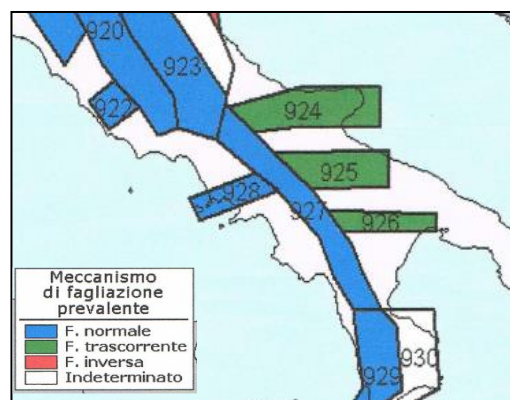 920
923
922
924
925
928
927
926
930
929
Meccanismo
di fagliazione
prevalente
F. normale
F. trascorrente
F. inversa
Indeterminato